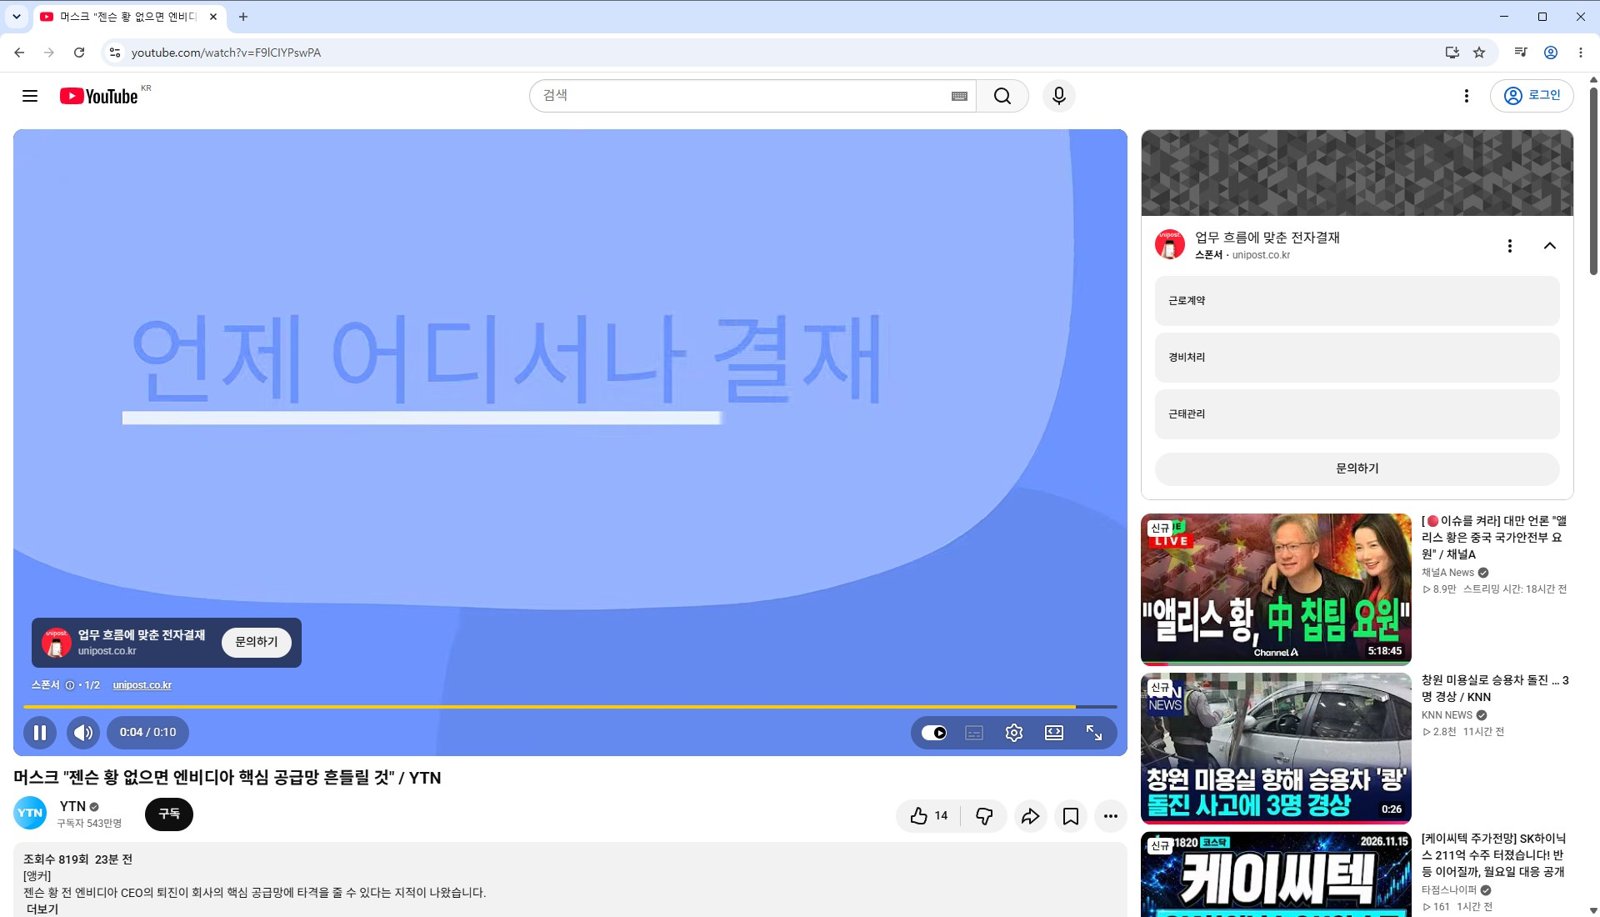 머스크 "젠슨 황 없으면 엔비디
youtube.com/watch?v=F9lCIYPswPA
YouTube KR
검색
로그인
언제 어디서나 결재
unipost
업무 흐름에 맞춘 전자결재
unipost.co.kr
문의하기
스폰서 · 1/2 unipost.co.kr
0:04 / 0:10
머스크 "젠슨 황 없으면 엔비디아 핵심 공급망 흔들릴 것" / YTN
YTN
YTN
구독자 543만명
구독
14
조회수 819회 23분 전
[앵커]
젠슨 황 전 엔비디아 CEO의 퇴진이 회사의 핵심 공급망에 타격을 줄 수 있다는 지적이 나왔습니다.
더보기
unipost
업무 흐름에 맞춘 전자결재
스폰서 · unipost.co.kr
근로계약
경비처리
근태관리
문의하기
신규
LIVE
"앨리스 황, 中 칩팀 요원"
Channel A
5:18:45
[🔴이슈를 켜라] 대만 언론 "앨
리스 황은 중국 국가안전부 요
원" / 채널A
채널A News
8.9만 스트리밍 시간: 18시간 전
신규
KNN
NEWS
창원 미용실 향해 승용차 '쾅'
돌진 사고에 3명 경상
0:26
창원 미용실로 승용차 돌진 … 3
명 경상 / KNN
KNN NEWS
2.8천 11시간 전
신규
1820 코스닥
2026.11.15
케이씨텍
[케이씨텍 주가전망] SK하이닉
스 211억 수주 터졌습니다! 반
등 이어질까, 월요일 대응 공개
타점스나이퍼
161 1시간 전